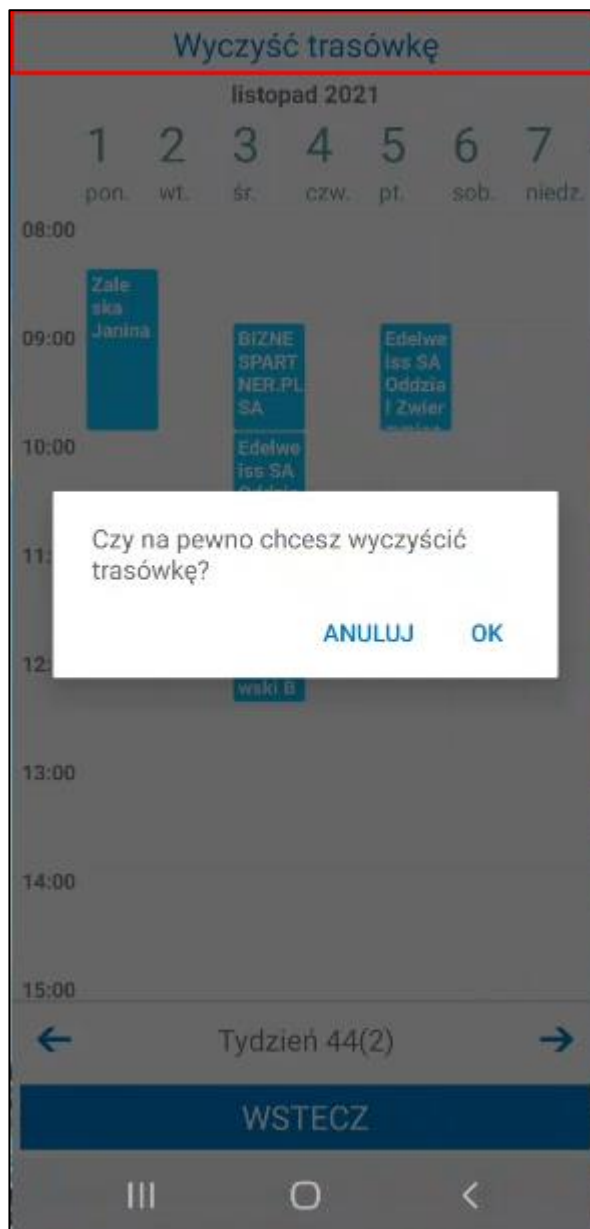 Wyczyść trasówkę
listopad 2021
1 2 3 4 5 6 7
pon. wt. śr. czw. pt. sob. niedz.
08:00
Zale
ska
Janina
09:00
BIZNE
SPART
NER.PL
SA
Edelwe
iss SA
Oddzia
ł Zwier
10:00
Edelwe
iss SA
11:
Czy na pewno chcesz wyczyścić
trasówkę?
ANULUJ OK
12:
wski B
13:00
14:00
15:00
Tydzień 44(2)
WSTECZ